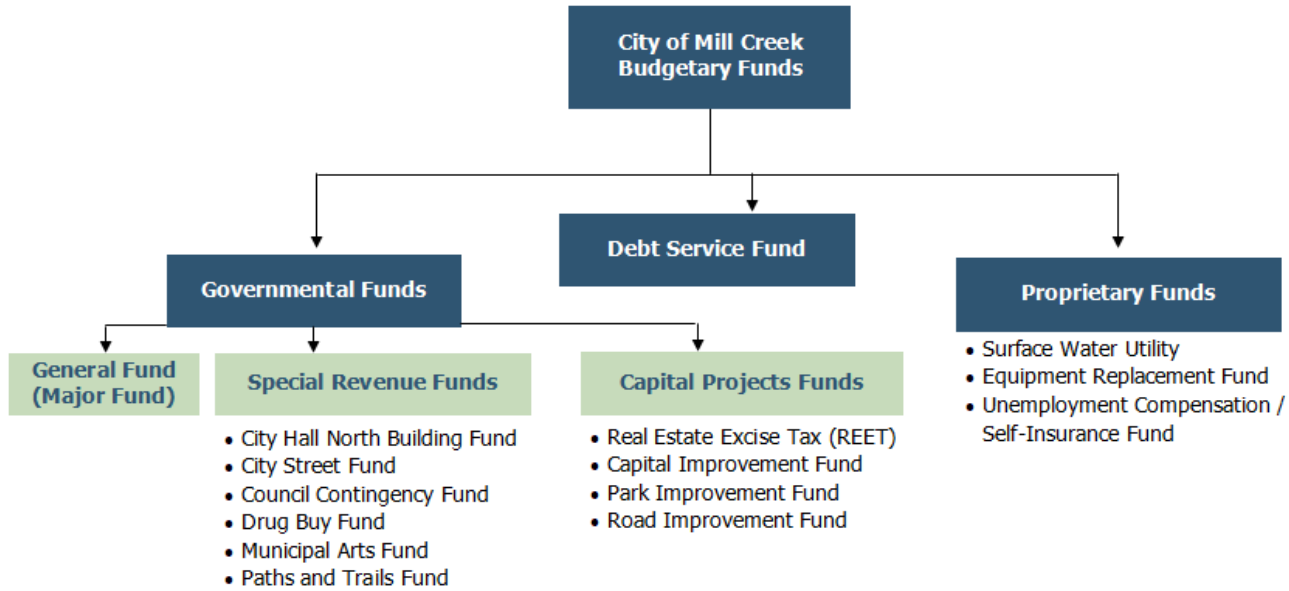 City of Mill Creek
Budgetary Funds
Debt Service Fund
Governmental Funds
Proprietary Funds
General Fund
(Major Fund)
Special Revenue Funds
Capital Projects Funds
• Surface Water Utility
• Equipment Replacement Fund
• Unemployment Compensation /
Self-Insurance Fund
• City Hall North Building Fund
• City Street Fund
• Council Contingency Fund
• Drug Buy Fund
• Municipal Arts Fund
• Paths and Trails Fund
• Real Estate Excise Tax (REET)
• Capital Improvement Fund
• Park Improvement Fund
• Road Improvement Fund